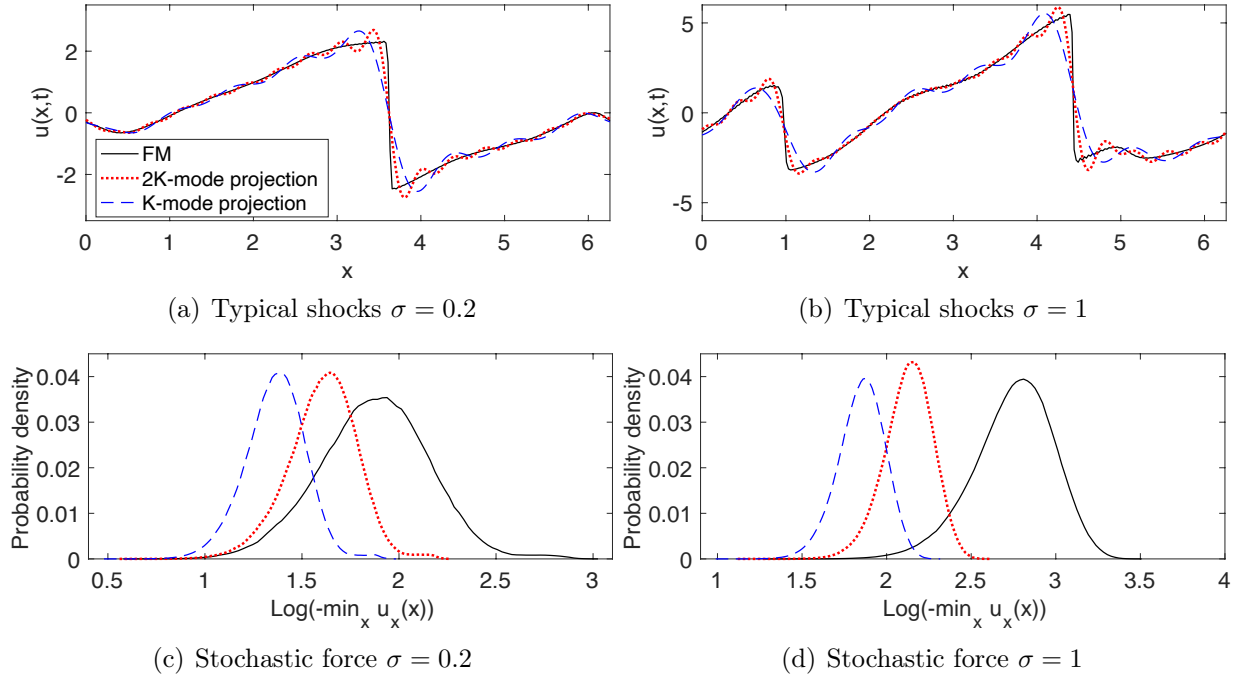 u(x,t)
2
0
-2
FM
2K-mode projection
K-mode projection
0 1 2 3 4 5 6
x
(a) Typical shocks σ = 0.2
u(x,t)
5
0
-5
0 1 2 3 4 5 6
x
(b) Typical shocks σ = 1
Probability density
0.04
0.03
0.02
0.01
0
0.5 1 1.5 2 2.5 3
Log(-min_x u_x(x))
(c) Stochastic force σ = 0.2
Probability density
0.04
0.03
0.02
0.01
0
1 1.5 2 2.5 3 3.5 4
Log(-min_x u_x(x))
(d) Stochastic force σ = 1